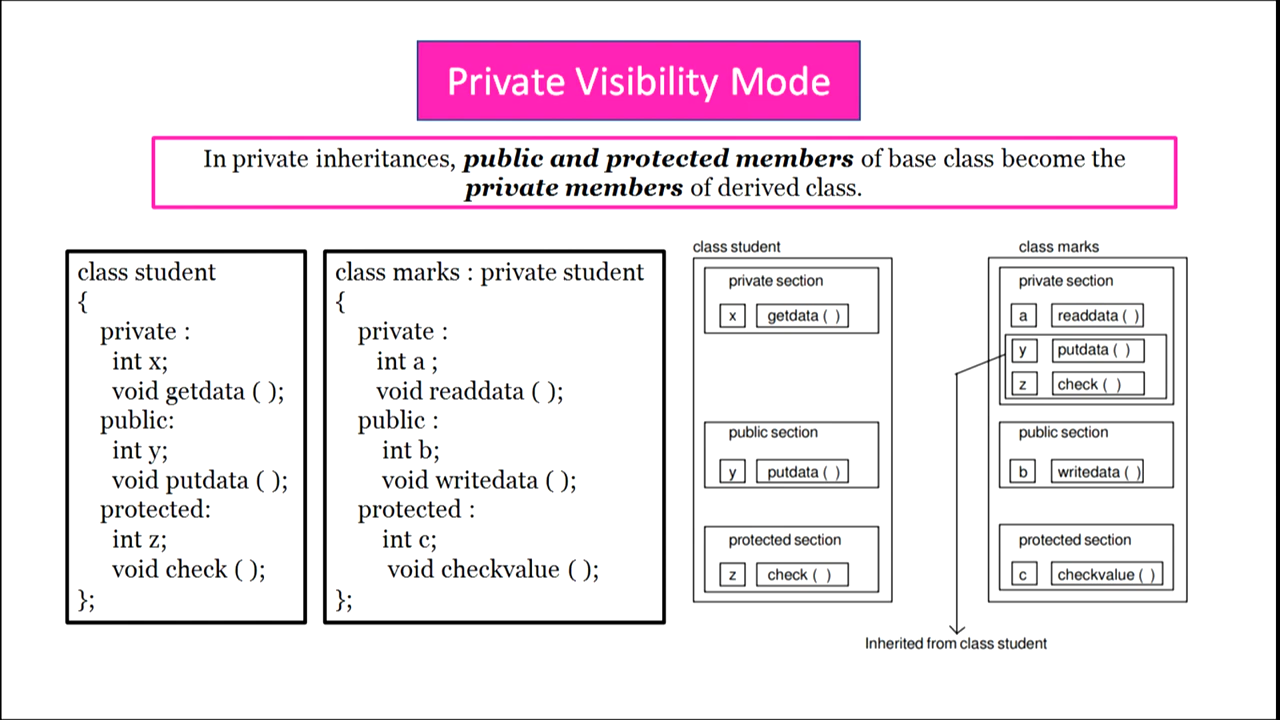 Private Visibility Mode
In private inheritances, public and protected members of base class become the
private members of derived class.
class student
{
private :
int x;
void getdata ( );
public:
int y;
void putdata ( );
protected:
int z;
void check ( );
};
class marks : private student
{
private :
int a ;
void readdata ( );
public :
int b;
void writedata ( );
protected :
int c;
void checkvalue ( );
};
class student
private section
x getdata ( )
public section
y putdata ( )
protected section
z check ( )
class marks
private section
a readdata ( )
y putdata ( )
z check ( )
public section
b writedata ( )
protected section
c checkvalue ( )
Inherited from class student